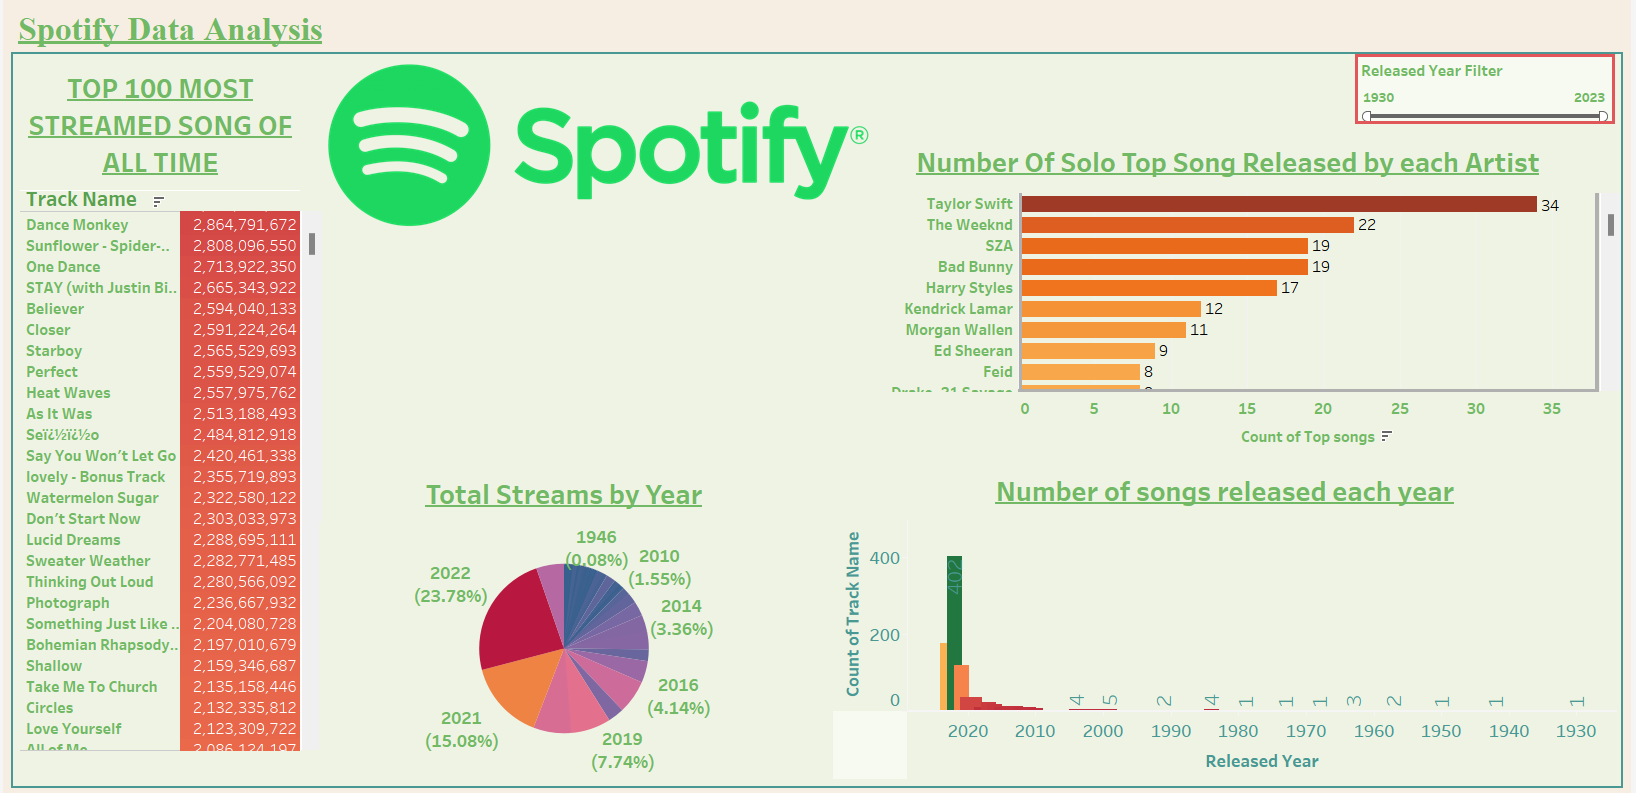 Spotify Data Analysis
TOP 100 MOST
STREAMED SONG OF
ALL TIME
Track Name
Dance Monkey 2,864,791,672
Sunflower - Spider-.. 2,808,096,550
One Dance 2,713,922,350
STAY (with Justin Bi.. 2,665,343,922
Believer 2,594,040,133
Closer 2,591,224,264
Starboy 2,565,529,693
Perfect 2,559,529,074
Heat Waves 2,557,975,762
As It Was 2,513,188,493
Seï¿½ï¿½o 2,484,812,918
Say You Won't Let Go 2,420,461,338
lovely - Bonus Track 2,355,719,893
Watermelon Sugar 2,322,580,122
Don't Start Now 2,303,033,973
Lucid Dreams 2,288,695,111
Sweater Weather 2,282,771,485
Thinking Out Loud 2,280,566,092
Photograph 2,236,667,932
Something Just Like .. 2,204,080,728
Bohemian Rhapsody.. 2,197,010,679
Shallow 2,159,346,687
Take Me To Church 2,135,158,446
Circles 2,132,335,812
Love Yourself 2,123,309,722
All of Me 2,086,124,197
Spotify®
Released Year Filter
1930 2023
Number Of Solo Top Song Released by each Artist
Taylor Swift 34
The Weeknd 22
SZA 19
Bad Bunny 19
Harry Styles 17
Kendrick Lamar 12
Morgan Wallen 11
Ed Sheeran 9
Feid 8
Drake, 21 Savage
0 5 10 15 20 25 30 35
Count of Top songs
Total Streams by Year
1946
(0.08%)
2010
(1.55%)
2014
(3.36%)
2016
(4.14%)
2019
(7.74%)
2021
(15.08%)
2022
(23.78%)
Number of songs released each year
Count of Track Name
400
200
0
402 4 5 2 4 1 1 1 3 2 1 1 1
2020 2010 2000 1990 1980 1970 1960 1950 1940 1930
Released Year